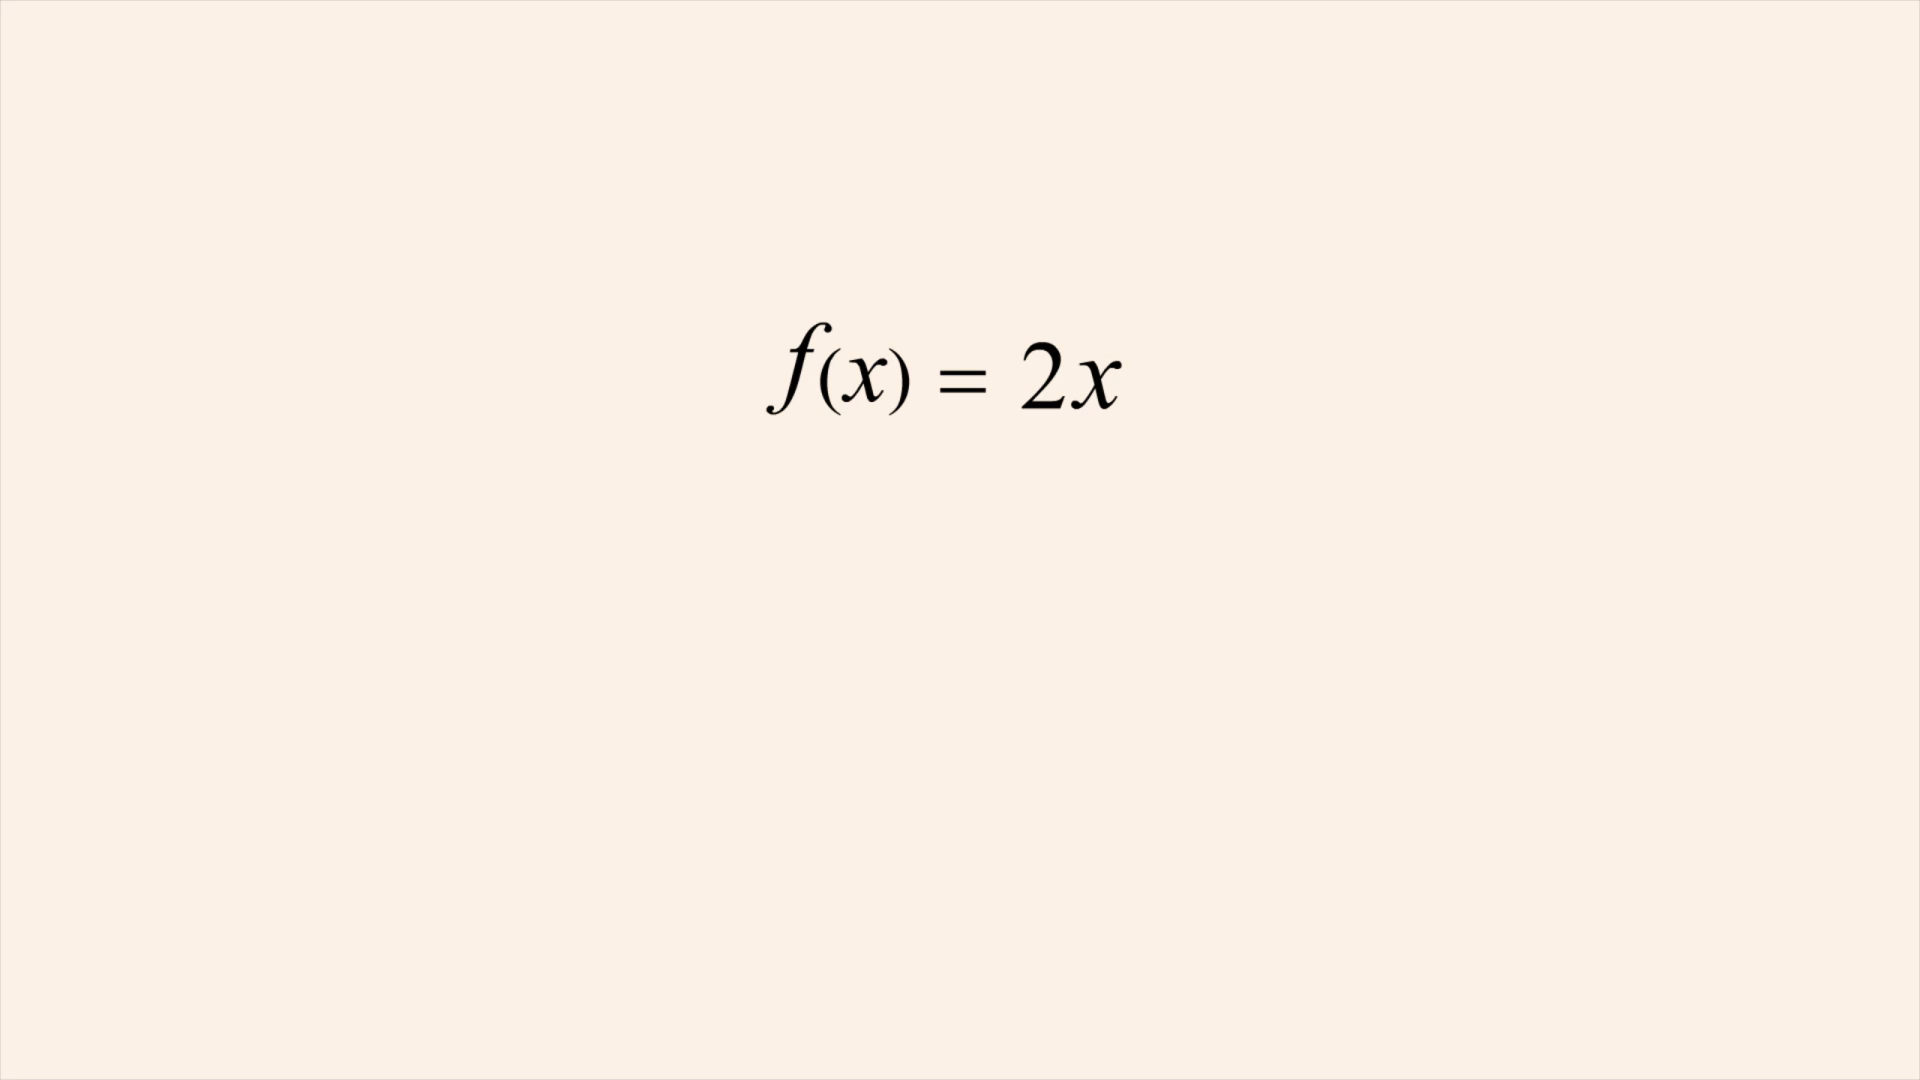 f(x) = 2x